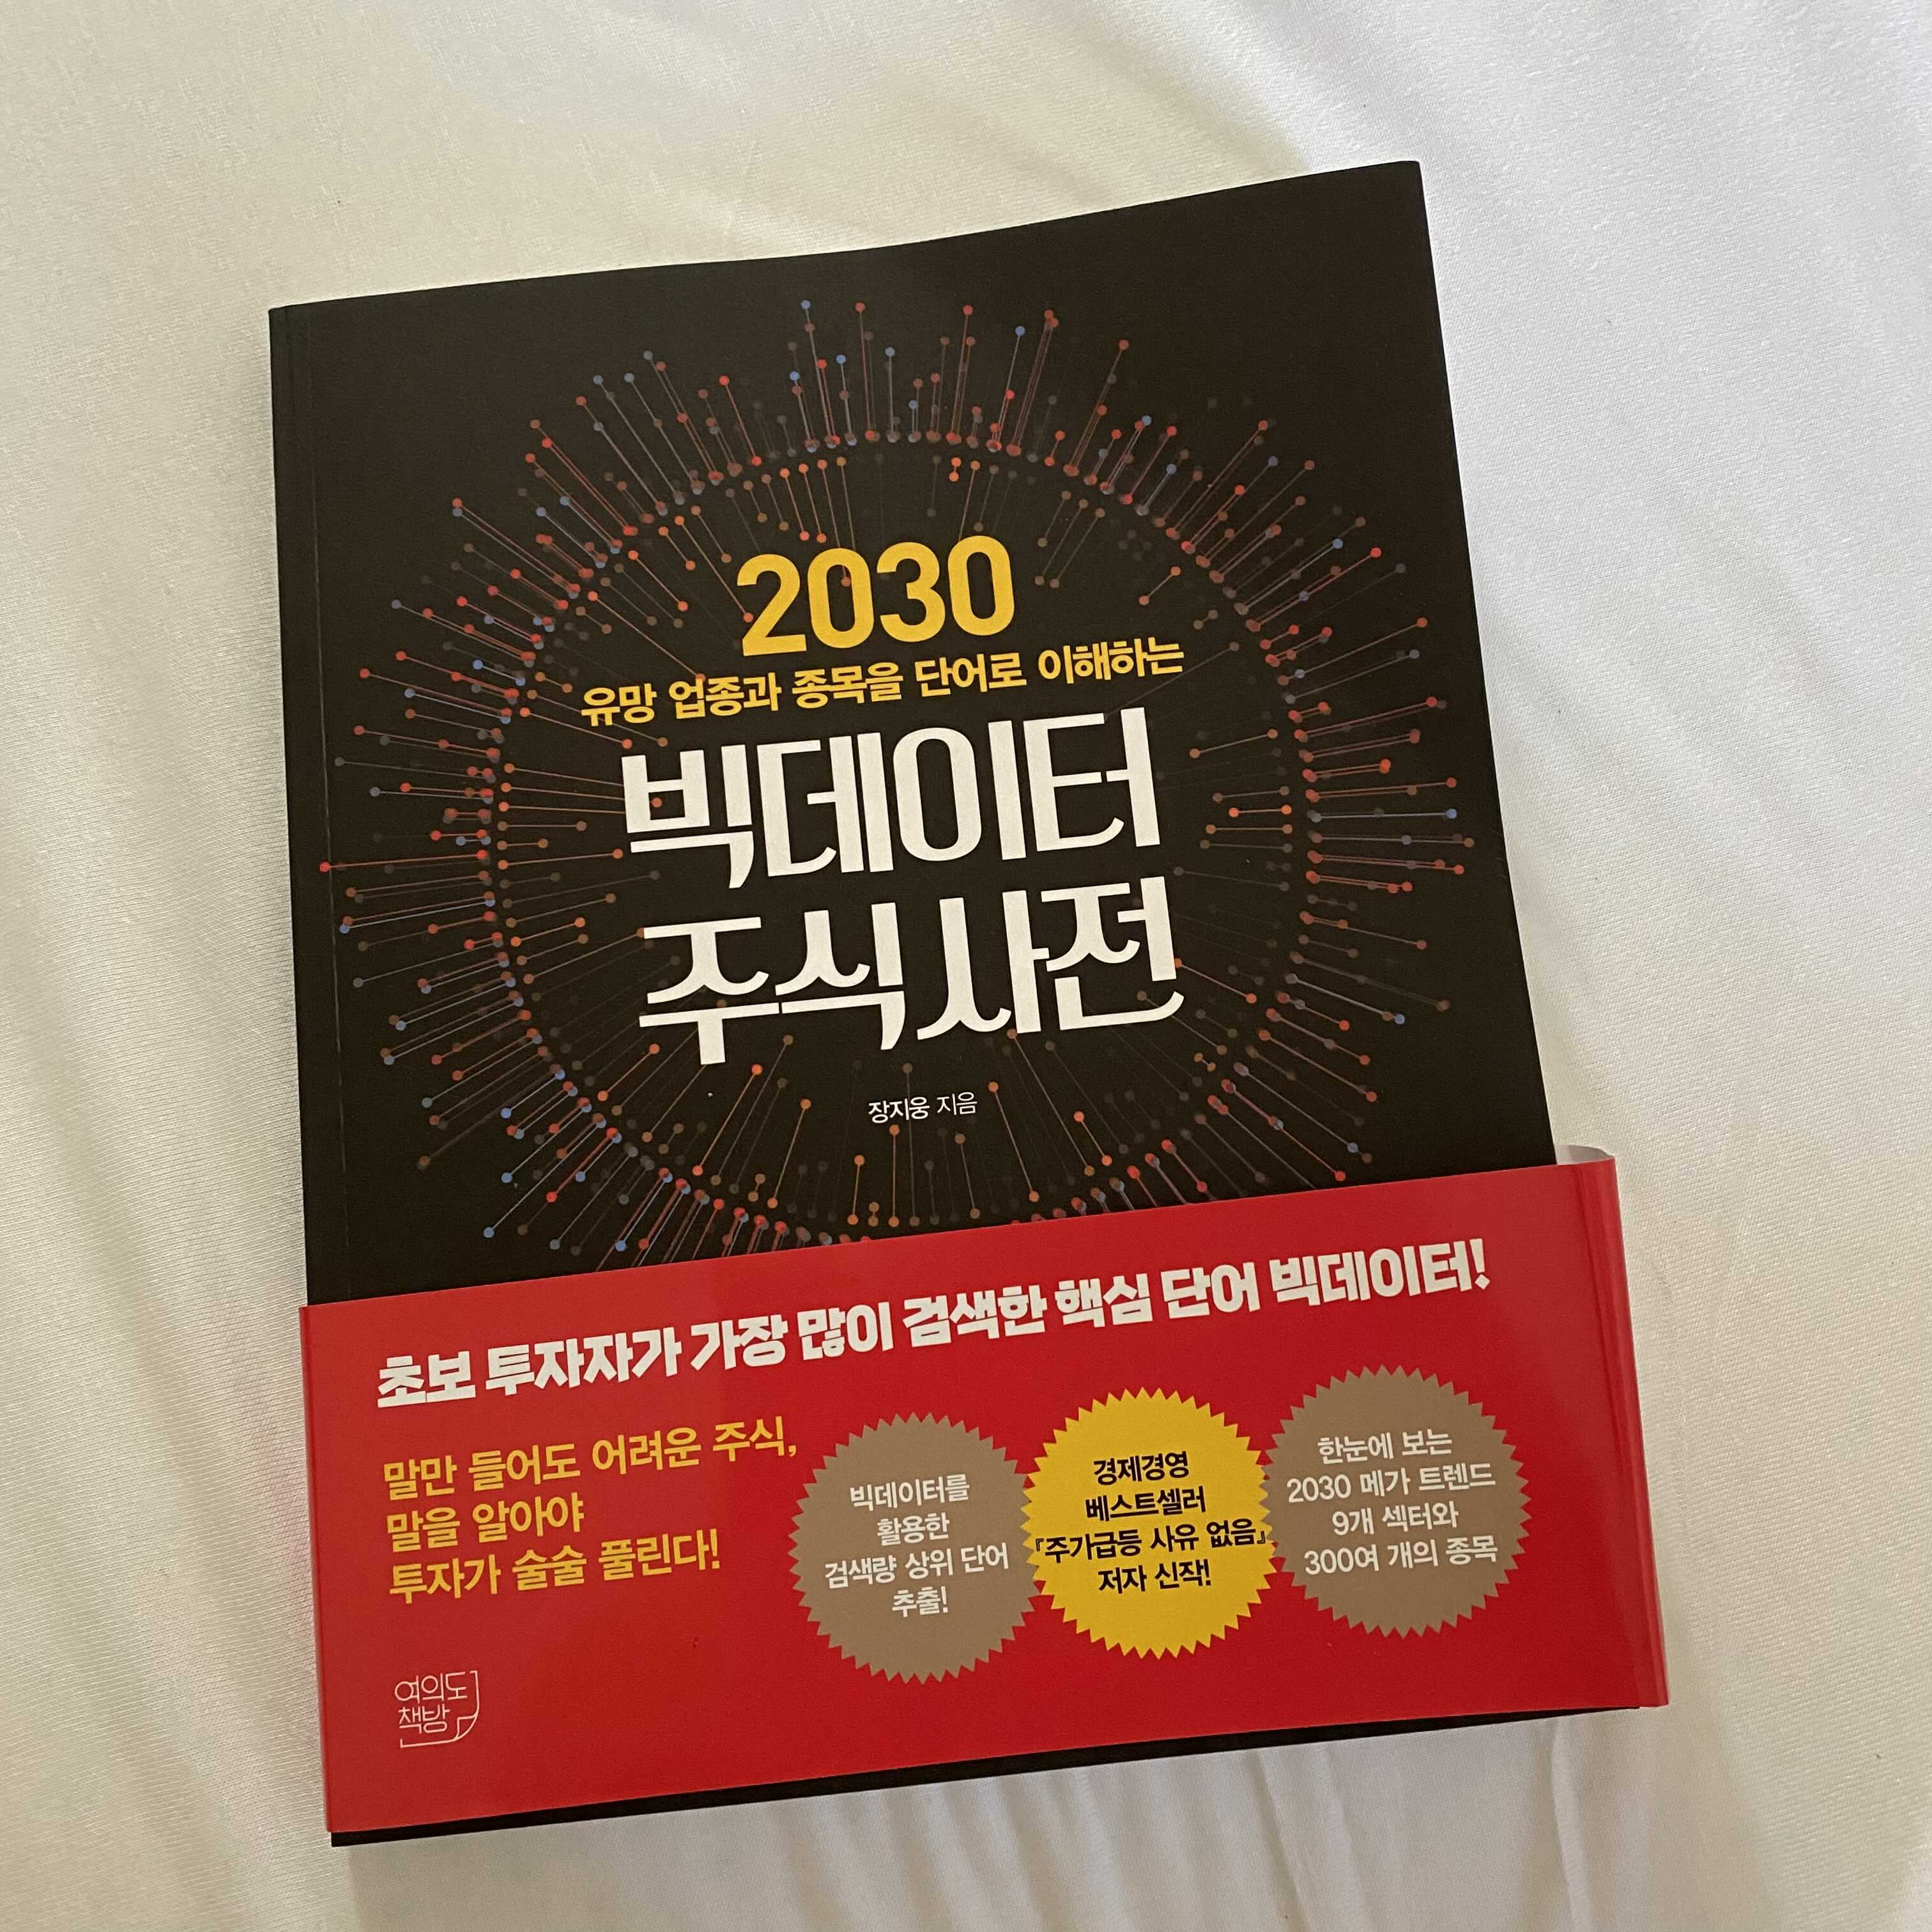 2030
유망 업종과 종목을 단어로 이해하는
빅데이터
주식사전
장지웅 지음
초보 투자자가 가장 많이 검색한 핵심 단어 빅데이터!
말만 들어도 어려운 주식,
말을 알아야
투자가 술술 풀린다!
빅데이터를
활용한
검색량 상위 단어
추출!
경제경영
베스트셀러
『주가급등 사유 없음』
저자 신작!
한눈에 보는
2030 메가 트렌드
9개 섹터와
300여 개의 종목
여의도
책방